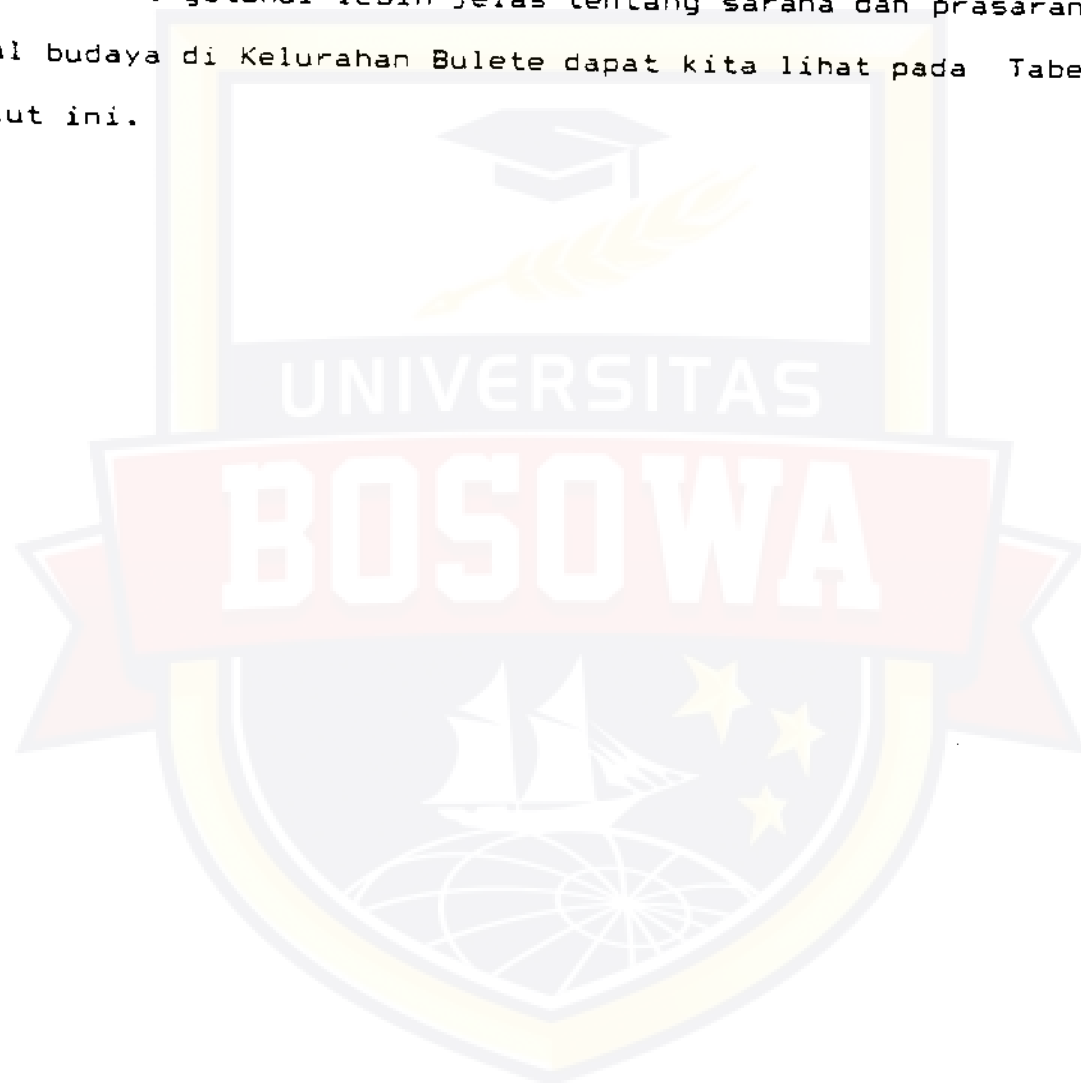 lebih jelas tentang sarana dan prasaran
al budaya di Kelurahan Bulete dapat kita lihat pada Tabe
ut ini.
UNIVERSITAS
BOSOWA